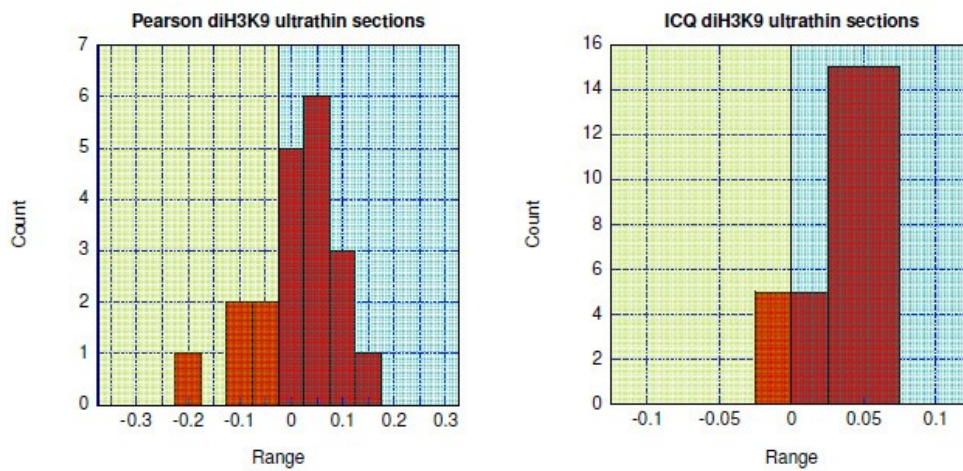 Pearson diH3K9 ultrathin sections
7
6
5
4
3
2
1
0
Count
-0.3 -0.2 -0.1 0 0.1 0.2 0.3
Range
ICQ diH3K9 ultrathin sections
16
14
12
10
8
6
4
2
0
Count
-0.1 -0.05 0 0.05 0.1
Range